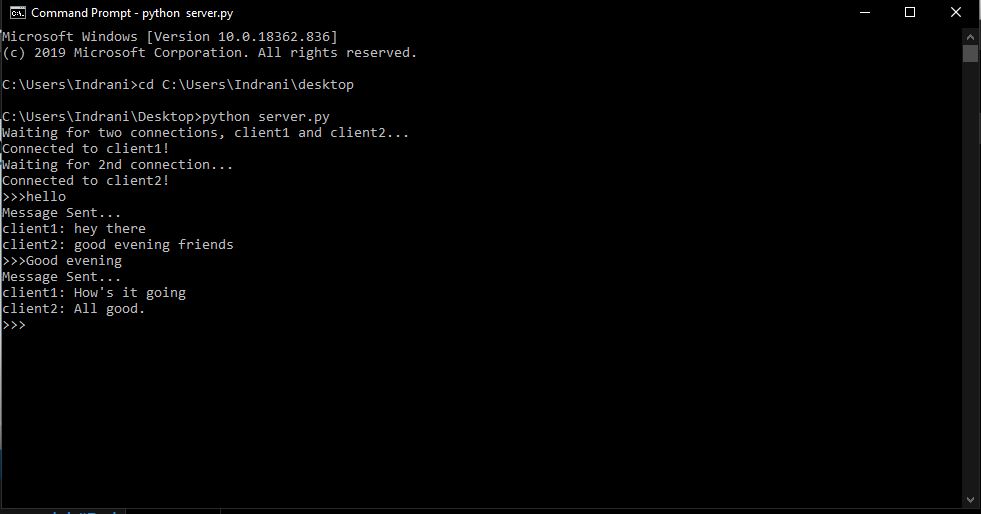 Command Prompt - python server.py
Microsoft Windows [Version 10.0.18362.836]
(c) 2019 Microsoft Corporation. All rights reserved.
C:\Users\Indrani>cd C:\Users\Indrani\desktop
C:\Users\Indrani\Desktop>python server.py
Waiting for two connections, client1 and client2...
Connected to client1!
Waiting for 2nd connection...
Connected to client2!
>>>hello
Message Sent...
client1: hey there
client2: good evening friends
>>>Good evening
Message Sent...
client1: How's it going
client2: All good.
>>>